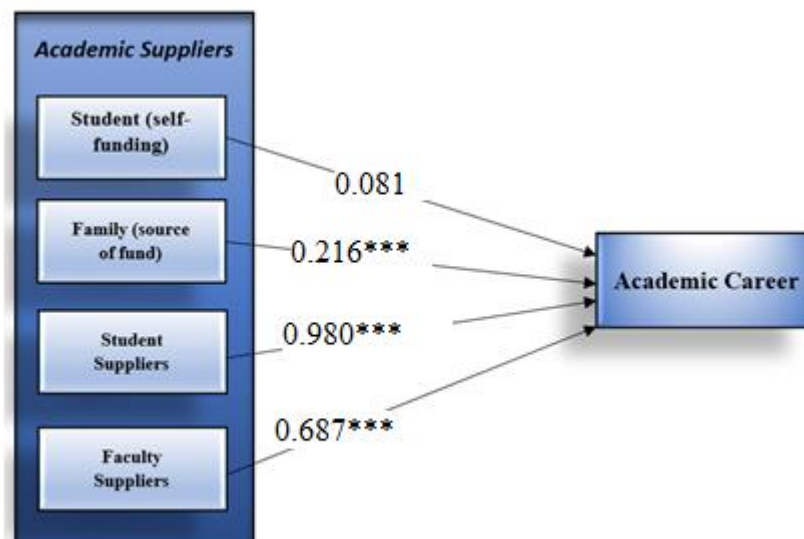 Academic Suppliers
Student (self-
funding)
0.081
Family (source
of fund)
0.216***
Student
Suppliers
0.980***
Faculty
Suppliers
0.687***
Academic Career